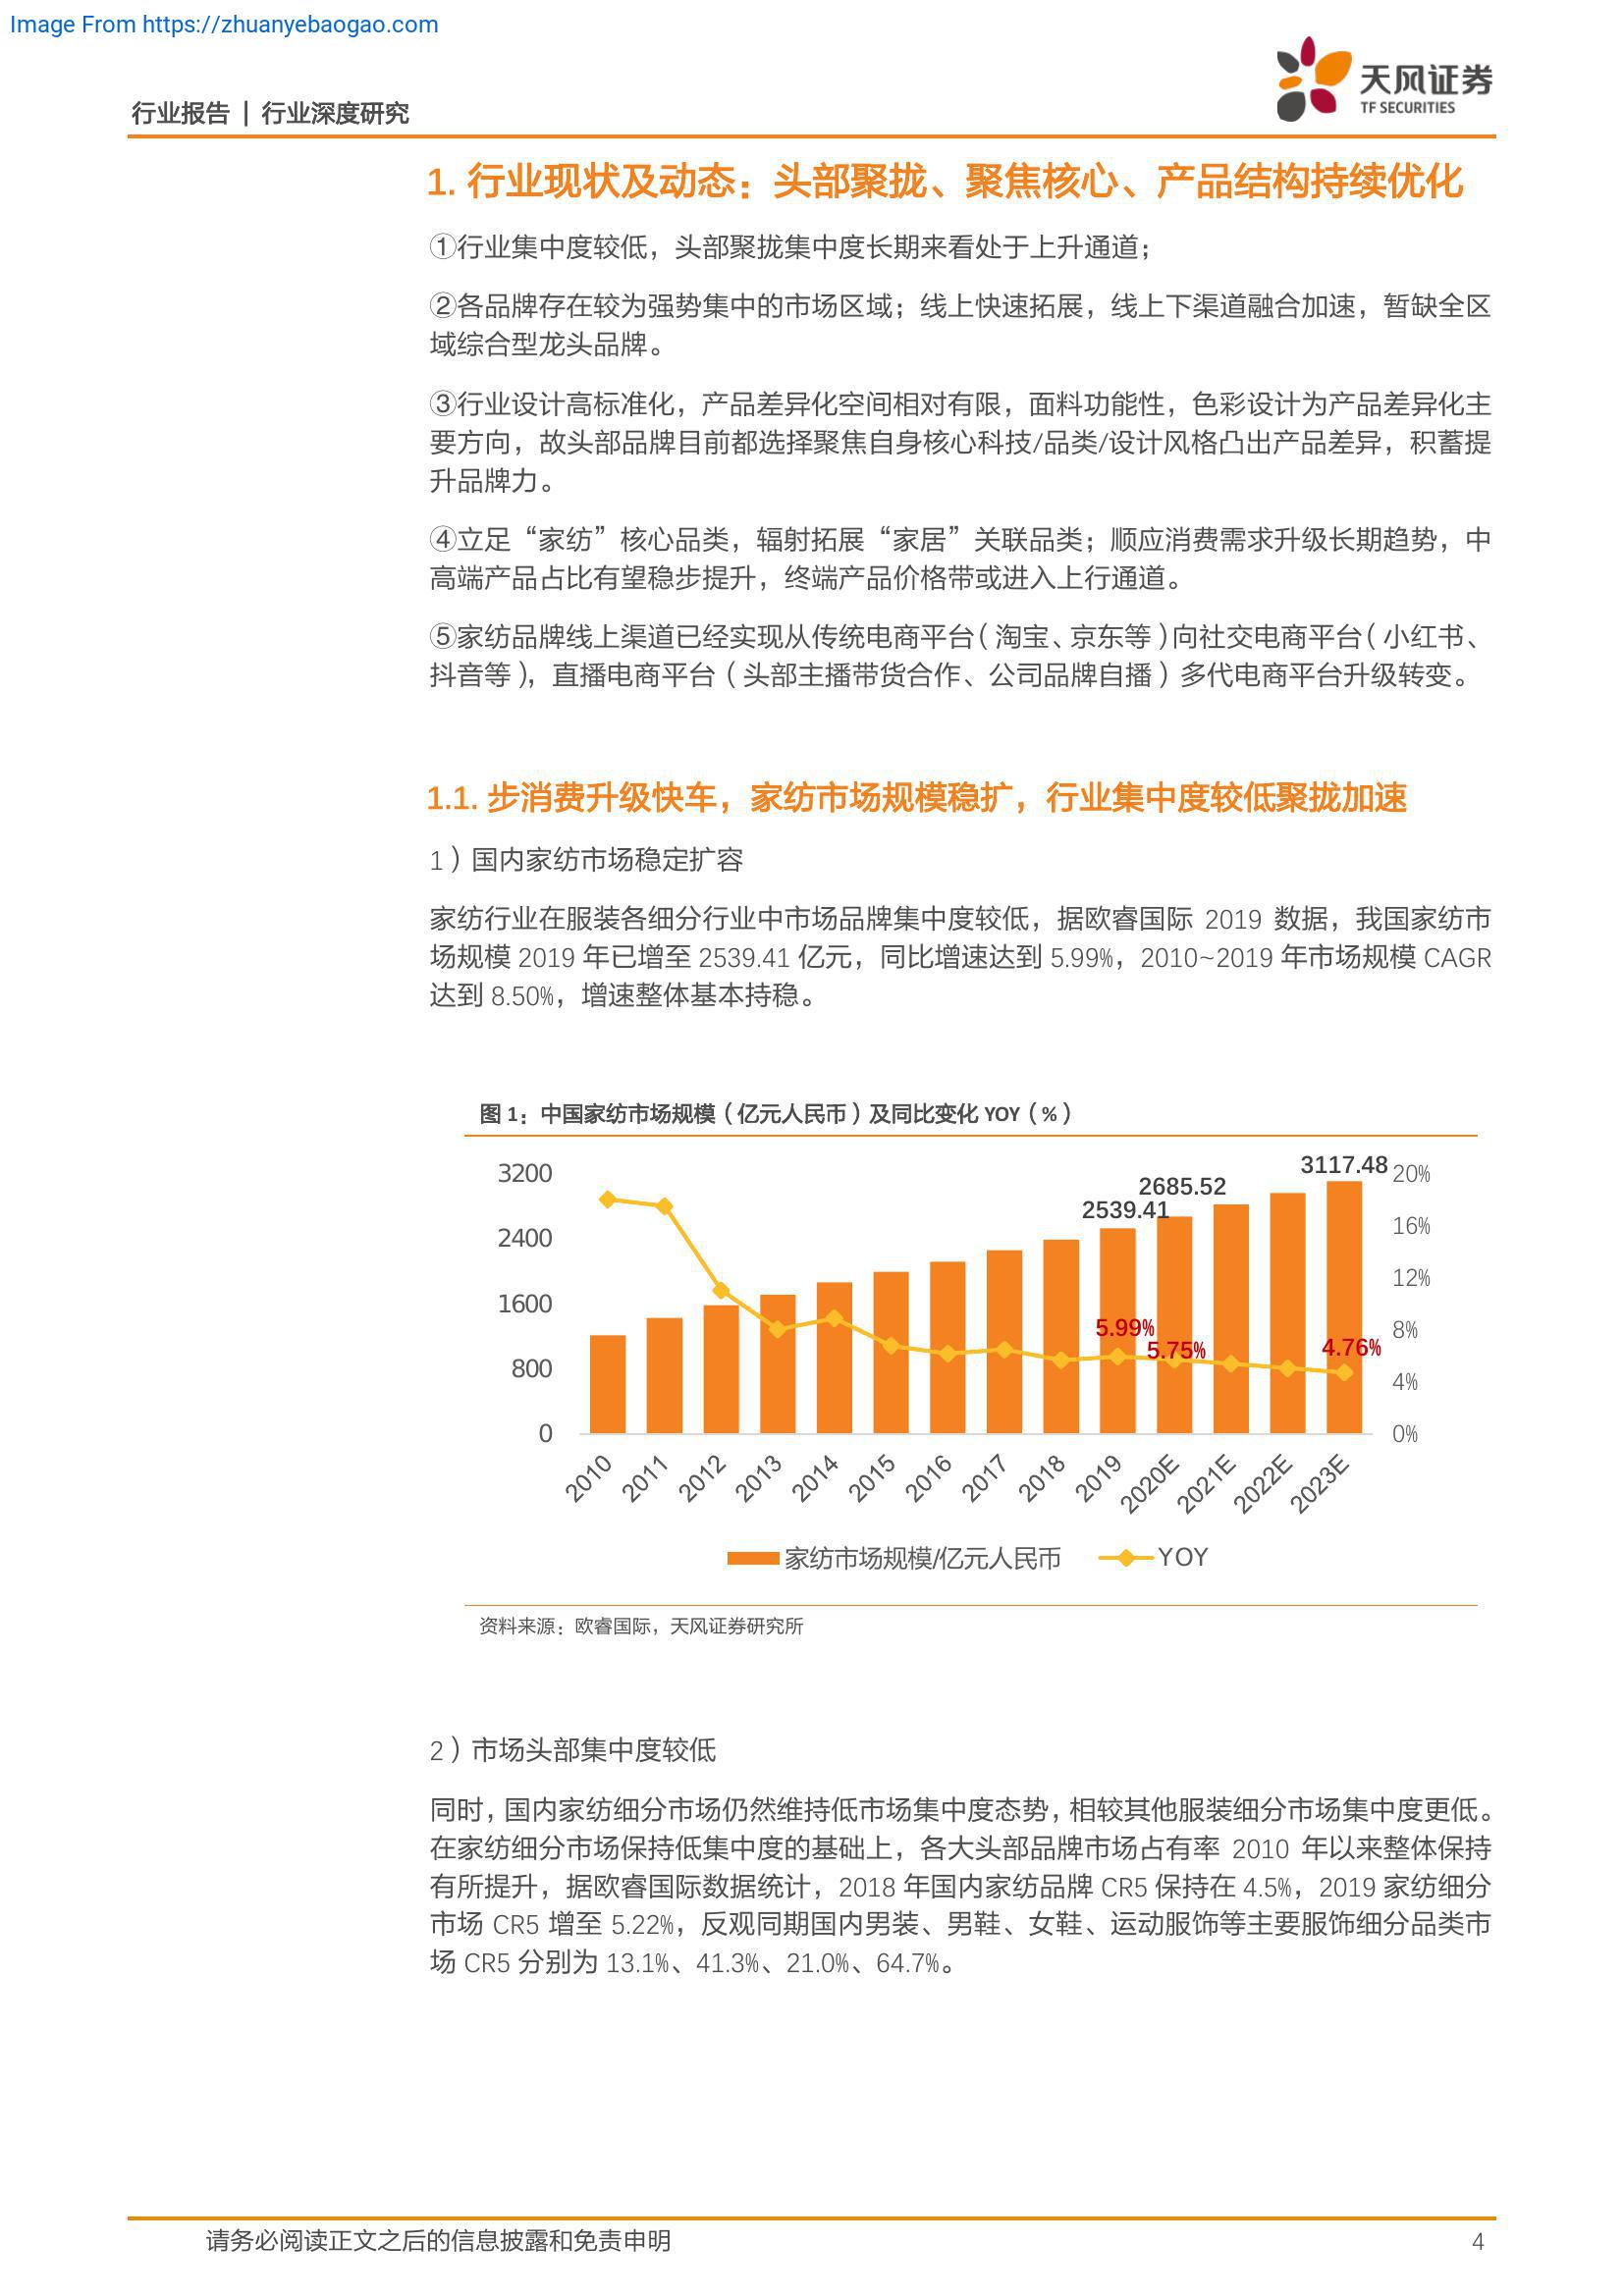 Image From https://zhuanyebaogao.com
天风证券
TF SECURITIES
行业报告 | 行业深度研究
1. 行业现状及动态：头部聚拢、聚焦核心、产品结构持续优化
①行业集中度较低，头部聚拢集中度长期来看处于上升通道；
②各品牌存在较为强势集中的市场区域；线上快速拓展，线上下渠道融合加速，暂缺全区
域综合型龙头品牌。
③行业设计高标准化，产品差异化空间相对有限，面料功能性，色彩设计为产品差异化主
要方向，故头部品牌目前都选择聚焦自身核心科技/品类/设计风格凸出产品差异，积蓄提
升品牌力。
④立足“家纺”核心品类，辐射拓展“家居”关联品类；顺应消费需求升级长期趋势，中
高端产品占比有望稳步提升，终端产品价格带或进入上行通道。
⑤家纺品牌线上渠道已经实现从传统电商平台（淘宝、京东等）向社交电商平台（小红书、
抖音等），直播电商平台（头部主播带货合作、公司品牌自播）多代电商平台升级转变。
1.1. 步消费升级快车，家纺市场规模稳扩，行业集中度较低聚拢加速
1）国内家纺市场稳定扩容
家纺行业在服装各细分行业中市场品牌集中度较低，据欧睿国际 2019 数据，我国家纺市
场规模 2019 年已增至 2539.41 亿元，同比增速达到 5.99%，2010~2019 年市场规模 CAGR
达到 8.50%，增速整体基本持稳。
图 1：中国家纺市场规模（亿元人民币）及同比变化 YOY（%）
3200
2400
1600
800
0
2539.41
2685.52
3117.48
5.99%
5.75%
4.76%
20%
16%
12%
8%
4%
0%
2010 2011 2012 2013 2014 2015 2016 2017 2018 2019 2020E 2021E 2022E 2023E
家纺市场规模/亿元人民币 YOY
资料来源：欧睿国际，天风证券研究所
2）市场头部集中度较低
同时，国内家纺细分市场仍然维持低市场集中度态势，相较其他服装细分市场集中度更低。
在家纺细分市场保持低集中度的基础上，各大头部品牌市场占有率 2010 年以来整体保持
有所提升，据欧睿国际数据统计，2018 年国内家纺品牌 CR5 保持在 4.5%，2019 家纺细分
市场 CR5 增至 5.22%，反观同期国内男装、男鞋、女鞋、运动服饰等主要服饰细分品类市
场 CR5 分别为 13.1%、41.3%、21.0%、64.7%。
请务必阅读正文之后的信息披露和免责申明
4